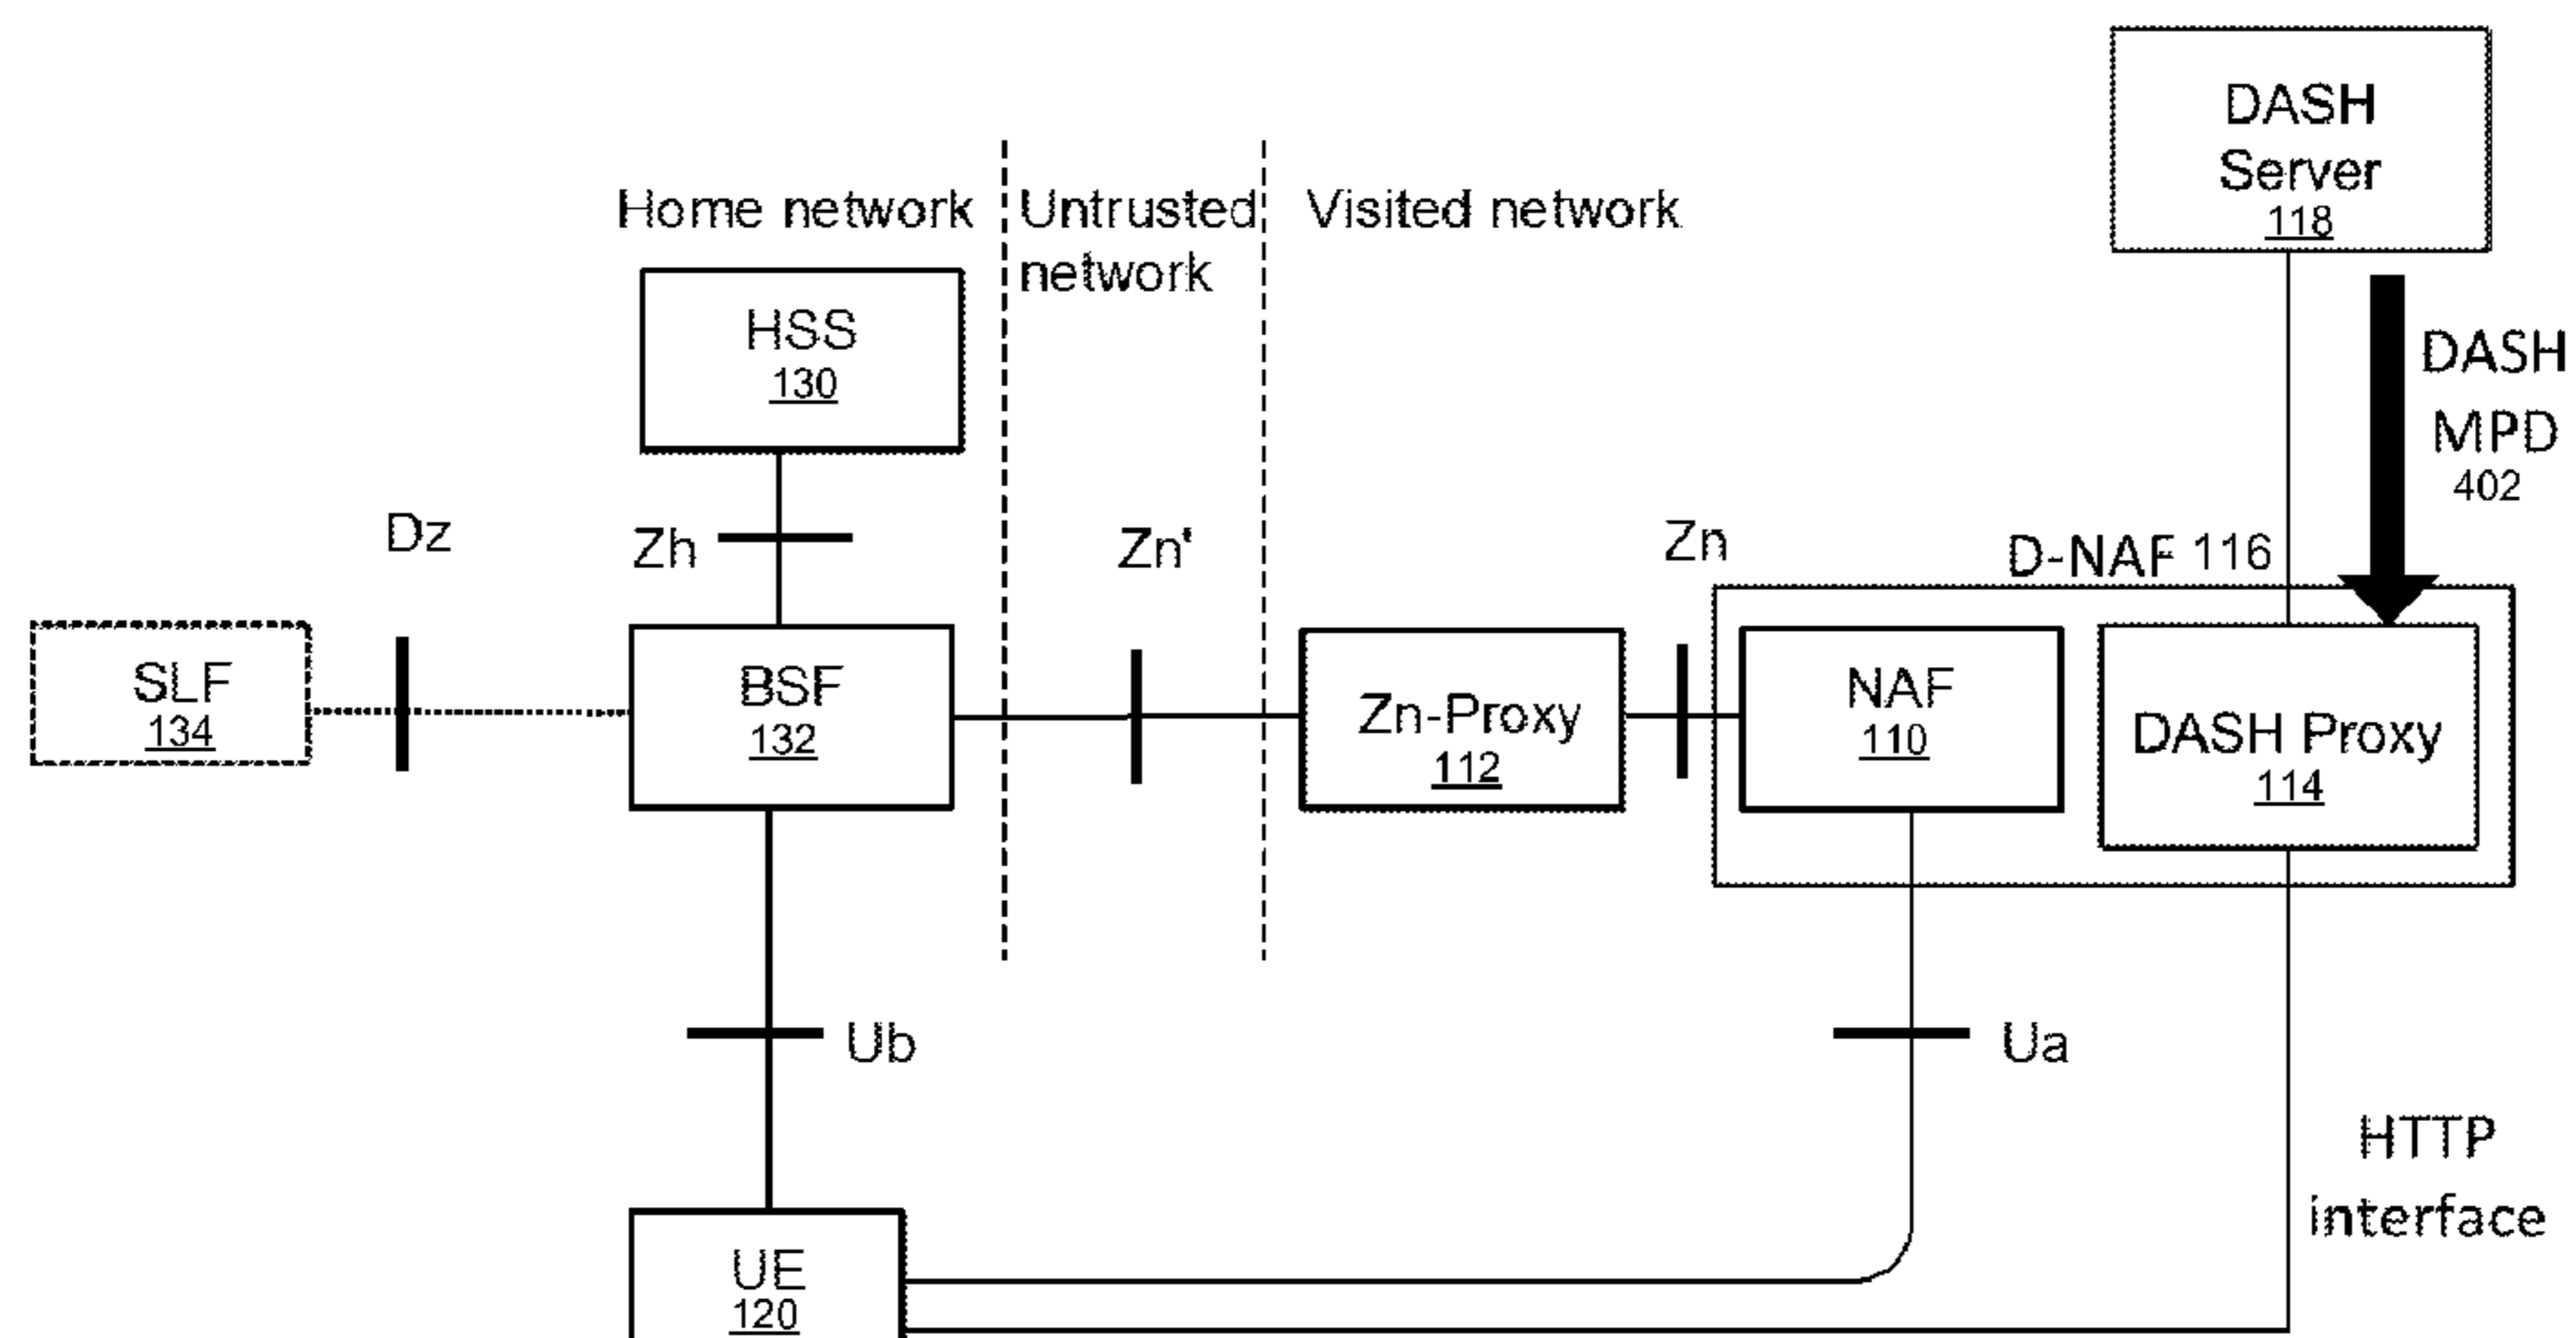 DASH
Server
118
Home network
Untrusted
network
Visited network
HSS
130
DASH
MPD
402
Dz
Zh
Zn'
Zn
D-NAF 116
SLF
134
BSF
132
Zn-Proxy
112
NAF
110
DASH Proxy
114
Ub
Ua
HTTP
interface
UE
120